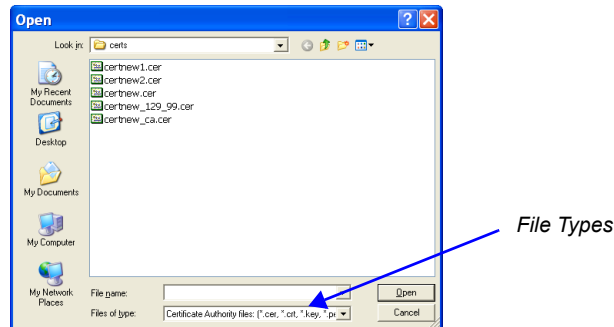 Open
Look in:
certs
certnew1.cer
certnew2.cer
certnew.cer
certnew_129_99.cer
certnew_ca.cer
My Recent
Documents
Desktop
My Documents
My Computer
My Network
Places
File name:
Open
Files of type:
Certificate Authority files: (*.cer, *.crt, *.key, *.pe
Cancel
File Types